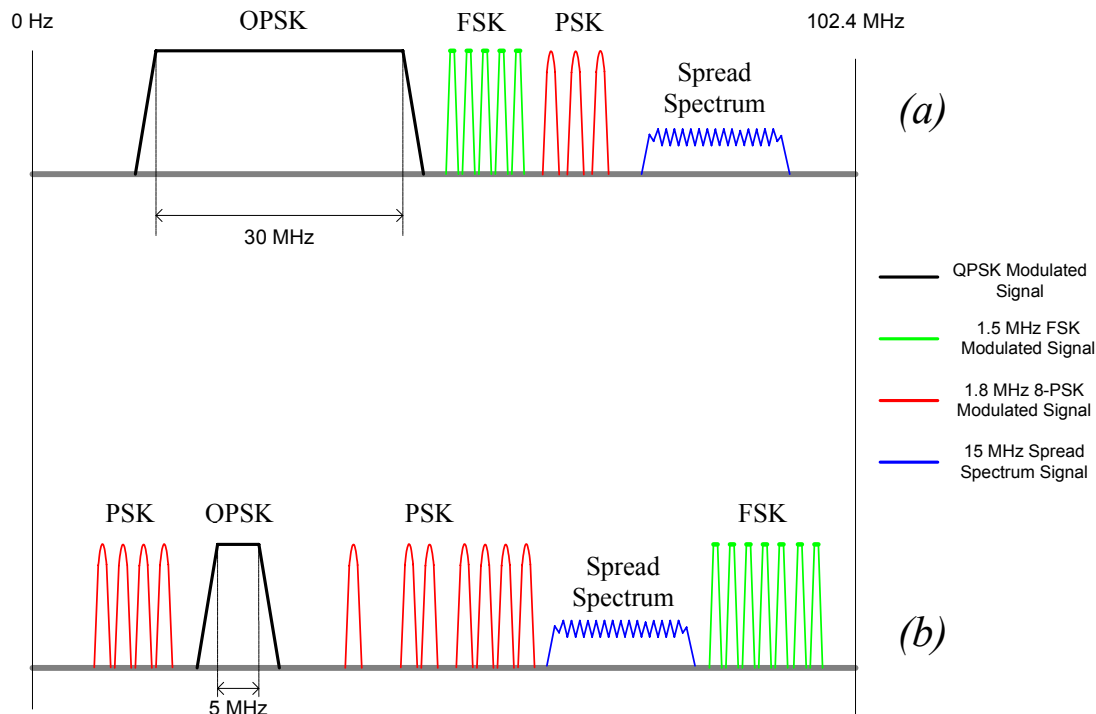 0 Hz
QPSK
FSK
PSK
102.4 MHz
Spread
Spectrum
(a)
30 MHz
QPSK Modulated
Signal
1.5 MHz FSK
Modulated Signal
1.8 MHz 8-PSK
Modulated Signal
15 MHz Spread
Spectrum Signal
PSK
QPSK
PSK
FSK
Spread
Spectrum
(b)
5 MHz